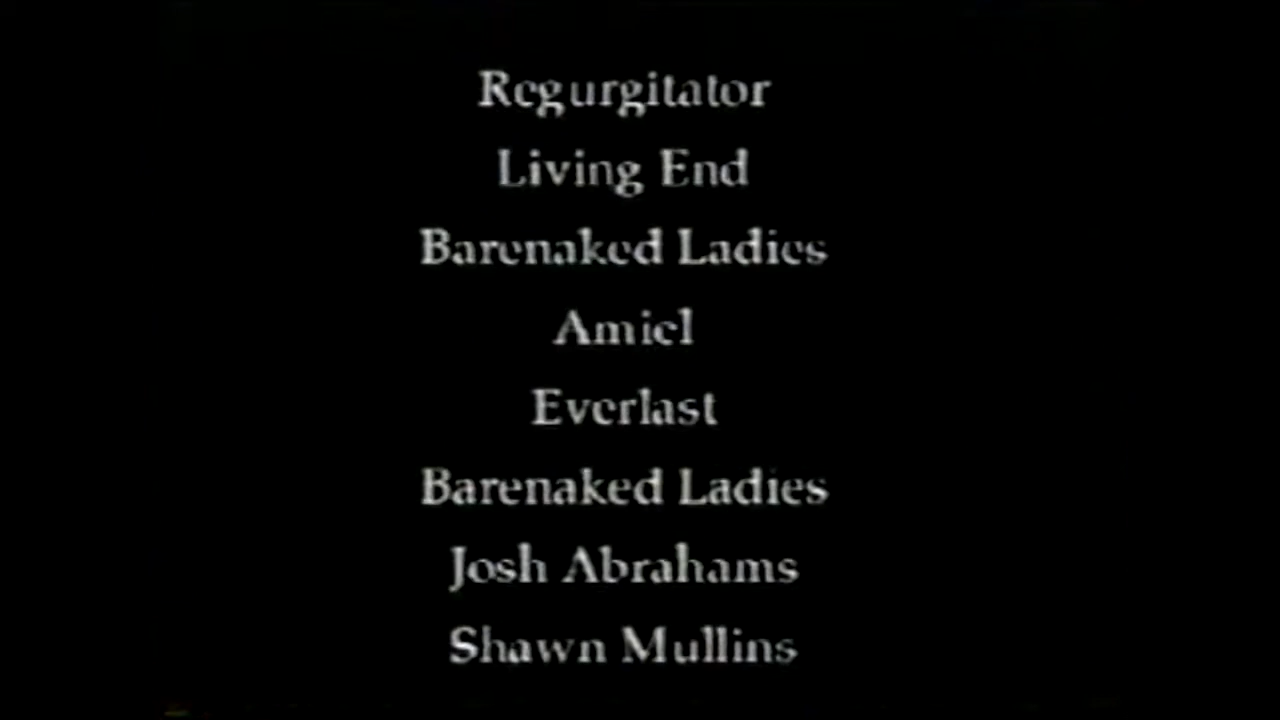 Regurgitator
Living End
Barenaked Ladies
Amiel
Everlast
Barenaked Ladies
Josh Abrahams
Shawn Mullins